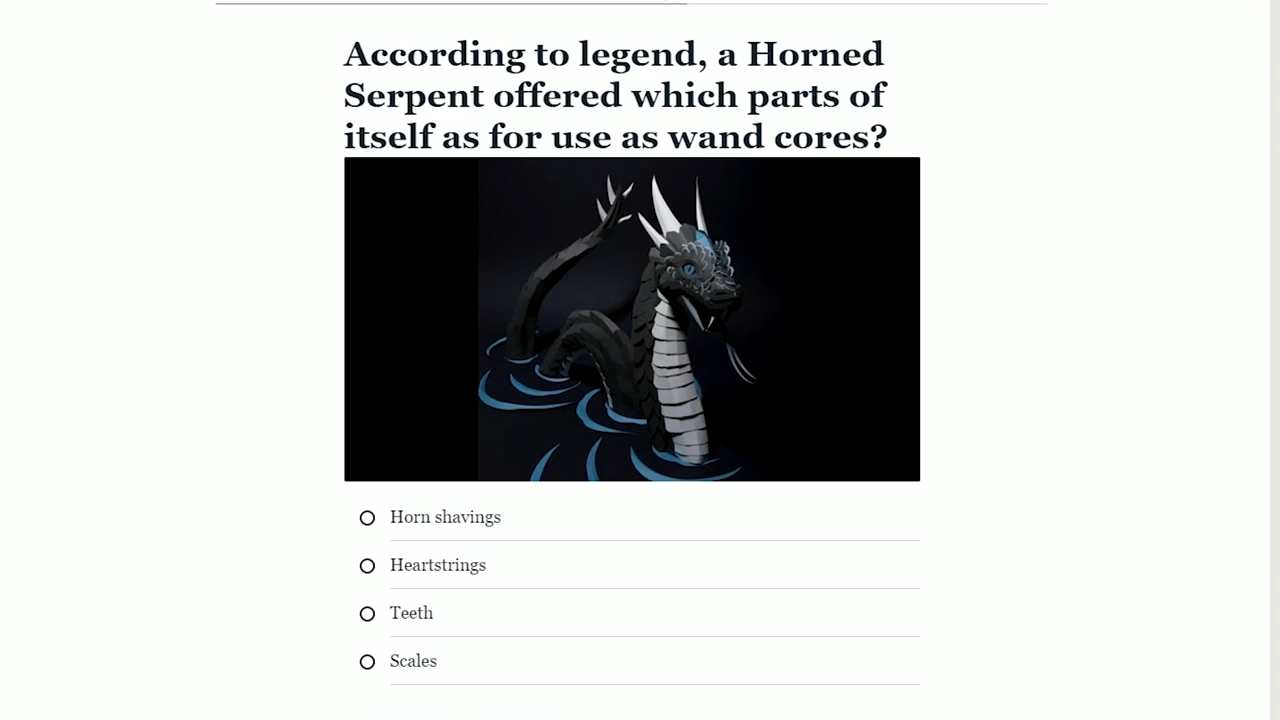 According to legend, a Horned
Serpent offered which parts of
itself as for use as wand cores?
Horn shavings
Heartstrings
Teeth
Scales